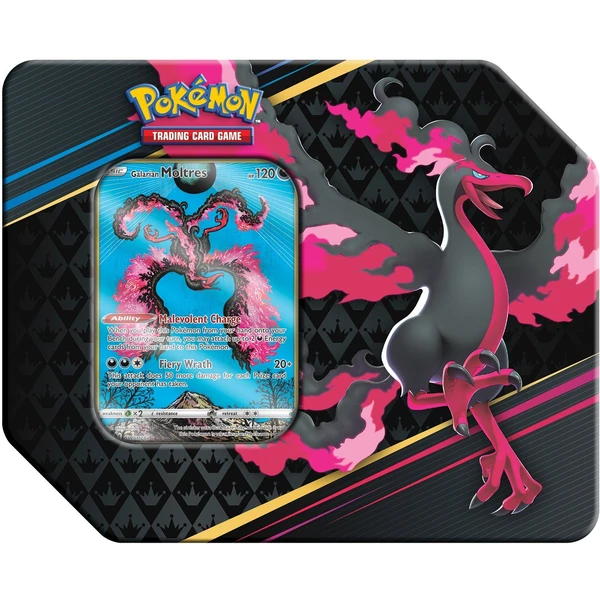 POKéMON
TRADING CARD GAME
BASIC Galarian Moltres HP 120
Ability Malevolent Charge
When you play this Pokémon from your hand onto your
Bench during your turn, you may attach up to 2 Energy
cards from your hand to this Pokémon.
Fiery Wrath 20+
This attack does 50 more damage for each Prize card
your opponent has taken.
weakness ×2 resistance retreat